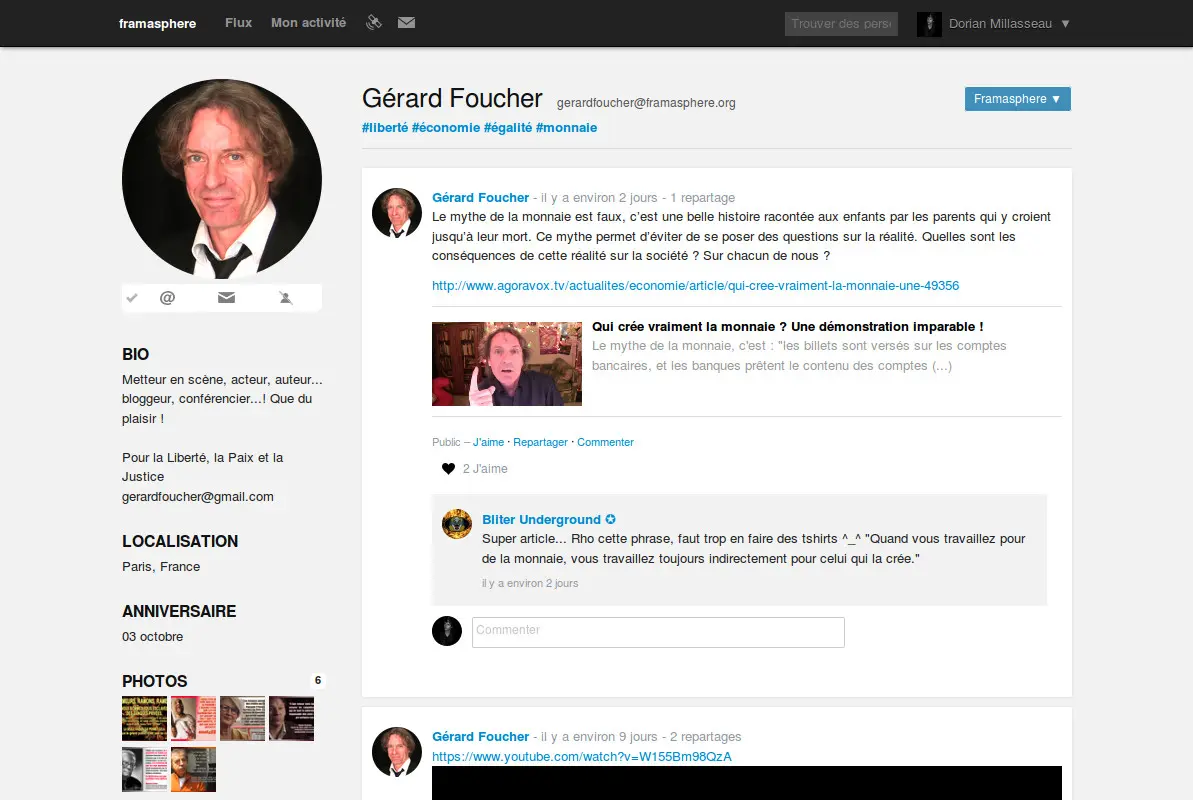 framasphere Flux Mon activité Trouver des perso Dorian Millasseau ▼
Gérard Foucher gerardfoucher@framasphere.org Framasphere ▼
#liberté #économie #égalité #monnaie
Gérard Foucher - il y a environ 2 jours - 1 repartage
Le mythe de la monnaie est faux, c'est une belle histoire racontée aux enfants par les parents qui y croient
jusqu'à leur mort. Ce mythe permet d'éviter de se poser des questions sur la réalité. Quelles sont les
conséquences de cette réalité sur la société ? Sur chacun de nous ?
http://www.agoravox.tv/actualites/economie/article/qui-cree-vraiment-la-monnaie-une-49356
Qui crée vraiment la monnaie ? Une démonstration imparable !
Le mythe de la monnaie, c'est : "les billets sont versés sur les comptes
bancaires, et les banques prêtent le contenu des comptes (...)
Public – J'aime · Repartager · Commenter
2 J'aime
Bliter Underground
Super article... Rho cette phrase, faut trop en faire des tshirts ^_^ "Quand vous travaillez pour
de la monnaie, vous travaillez toujours indirectement pour celui qui la crée."
il y a environ 2 jours
Commenter
Gérard Foucher - il y a environ 9 jours - 2 repartages
https://www.youtube.com/watch?v=W155Bm98QzA
@
BIO
Metteur en scène, acteur, auteur...
bloggeur, conférencier...! Que du
plaisir !
Pour la Liberté, la Paix et la
Justice
gerardfoucher@gmail.com
LOCALISATION
Paris, France
ANNIVERSAIRE
03 octobre
PHOTOS 6